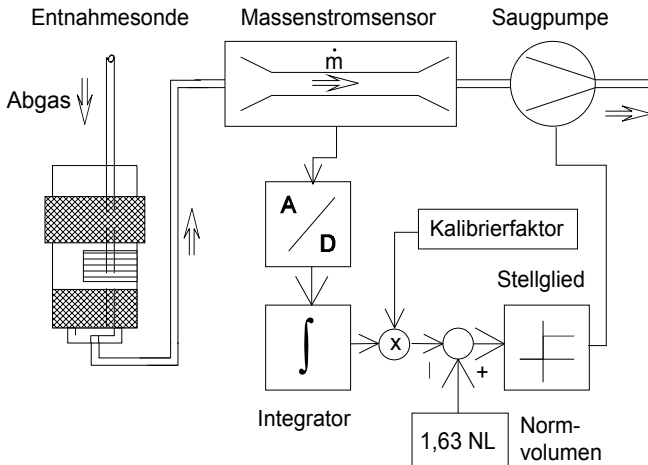 Entnahmesonde
Massenstromsensor
Saugpumpe
ṁ
Abgas
A
D
Kalibrierfaktor
Stellglied
∫
x
−
+
Integrator
1,63 NL
Norm-
volumen